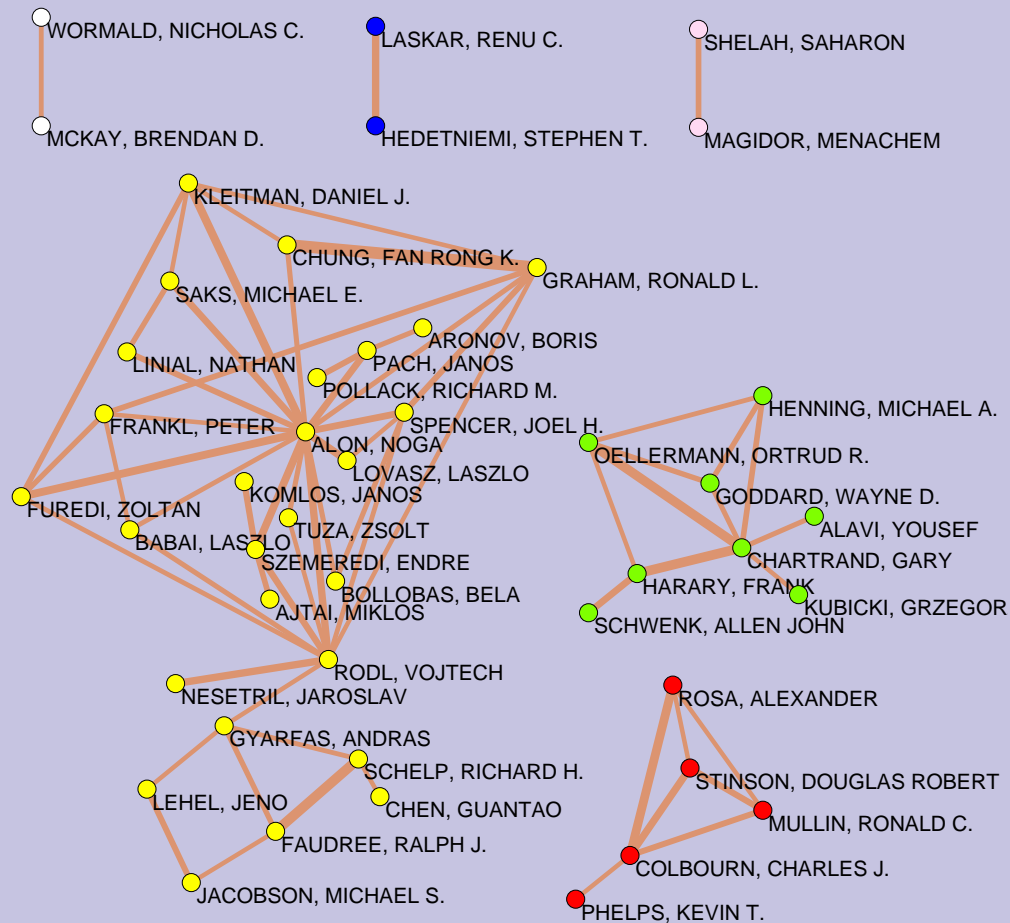 WORMALD, NICHOLAS C.
LASKAR, RENU C.
SHELAH, SAHARON
MCKAY, BRENDAN D.
HEDETNIEMI, STEPHEN T.
MAGIDOR, MENACHEM
KLEITMAN, DANIEL J.
CHUNG, FAN RONG K.
GRAHAM, RONALD L.
SAKS, MICHAEL E.
ARONOV, BORIS
LINIAL, NATHAN
PACH, JANOS
POLLACK, RICHARD M.
HENNING, MICHAEL A.
FRANKL, PETER
SPENCER, JOEL H.
ALON, NOGA
OELLERMANN, ORTRUD R.
LOVASZ, LASZLO
KOMLOS, JANOS
GODDARD, WAYNE D.
FUREDI, ZOLTAN
TUZA, ZSOLT
ALAVI, YOUSEF
BABAI, LASZLO
SZEMEREDI, ENDRE
CHARTRAND, GARY
HARARY, FRANK
BOLLOBAS, BELA
KUBICKI, GRZEGOR
AJTAI, MIKLOS
SCHWENK, ALLEN JOHN
RODL, VOJTECH
NESETRIL, JAROSLAV
ROSA, ALEXANDER
GYARFAS, ANDRAS
SCHELP, RICHARD H.
STINSON, DOUGLAS ROBERT
LEHEL, JENO
CHEN, GUANTAO
MULLIN, RONALD C.
FAUDREE, RALPH J.
COLBOURN, CHARLES J.
JACOBSON, MICHAEL S.
PHELPS, KEVIN T.